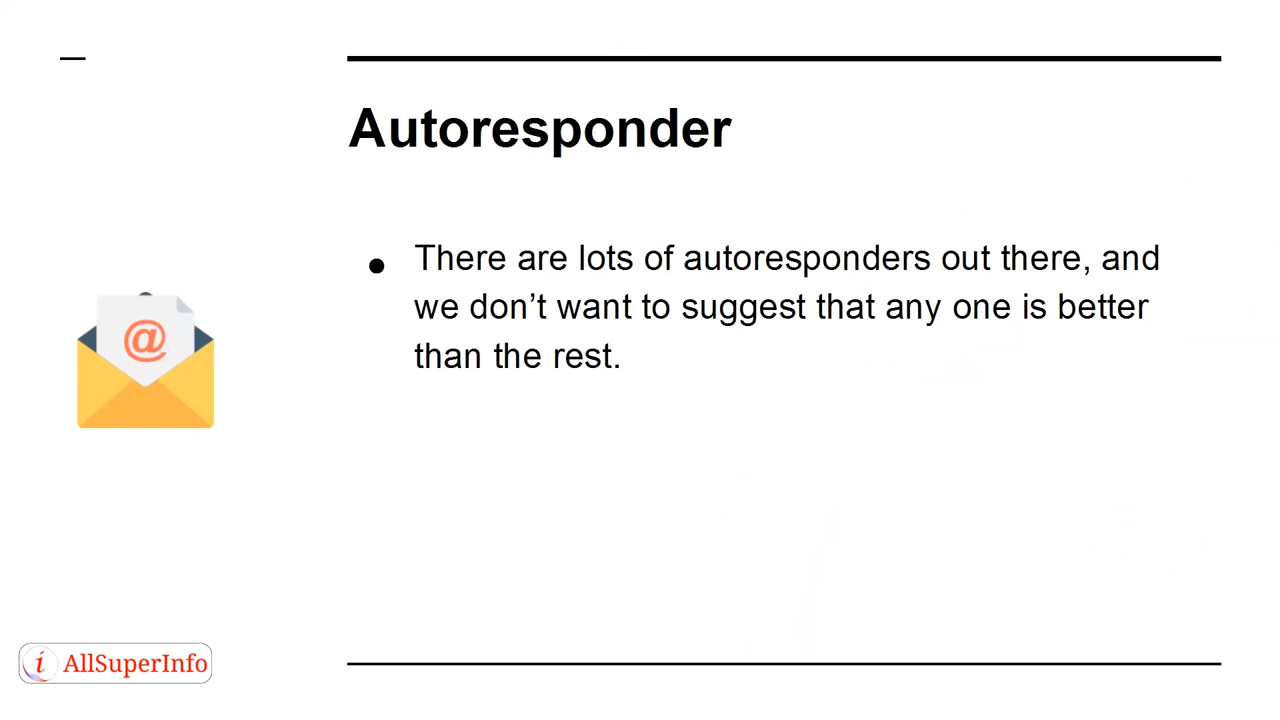 Autoresponder
● There are lots of autoresponders out there, and
we don’t want to suggest that any one is better
than the rest.
@
i AllSuperInfo